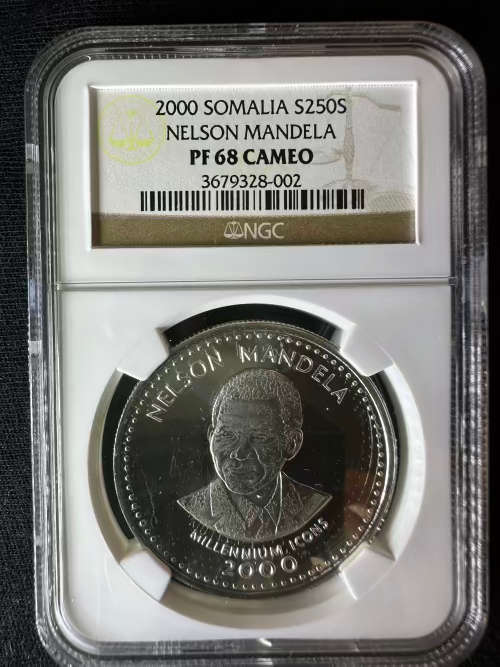 2000 SOMALIA S250S
NELSON MANDELA
PF 68 CAMEO
3679328-002
NGC
NELSON MANDELA
MILLENNIUM ICONS
2000